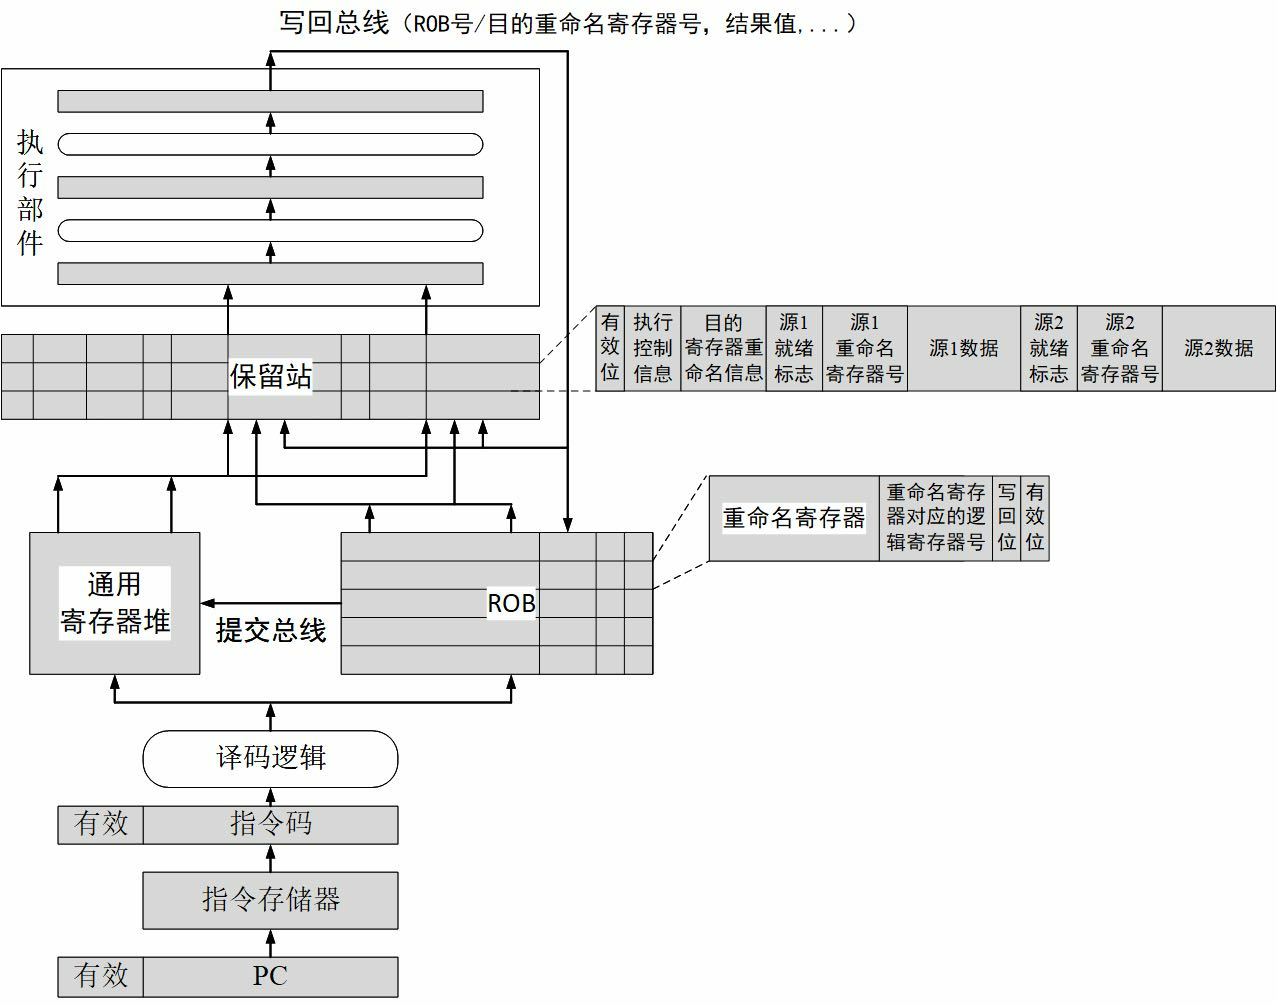 写回总线（ROB号/目的重命名寄存器号，结果值,...）
执
行
部
件
有
效
位
执行
控制
信息
目的
寄存器重
命名信息
源1
就绪
标志
源1
重命名
寄存器号
源1数据
源2
就绪
标志
源2
重命名
寄存器号
源2数据
保留站
重命名寄存器
重命名寄存
器对应的逻
辑寄存器号
写
回
位
有
效
位
通用
寄存器堆
ROB
提交总线
译码逻辑
有效
指令码
指令存储器
有效
PC